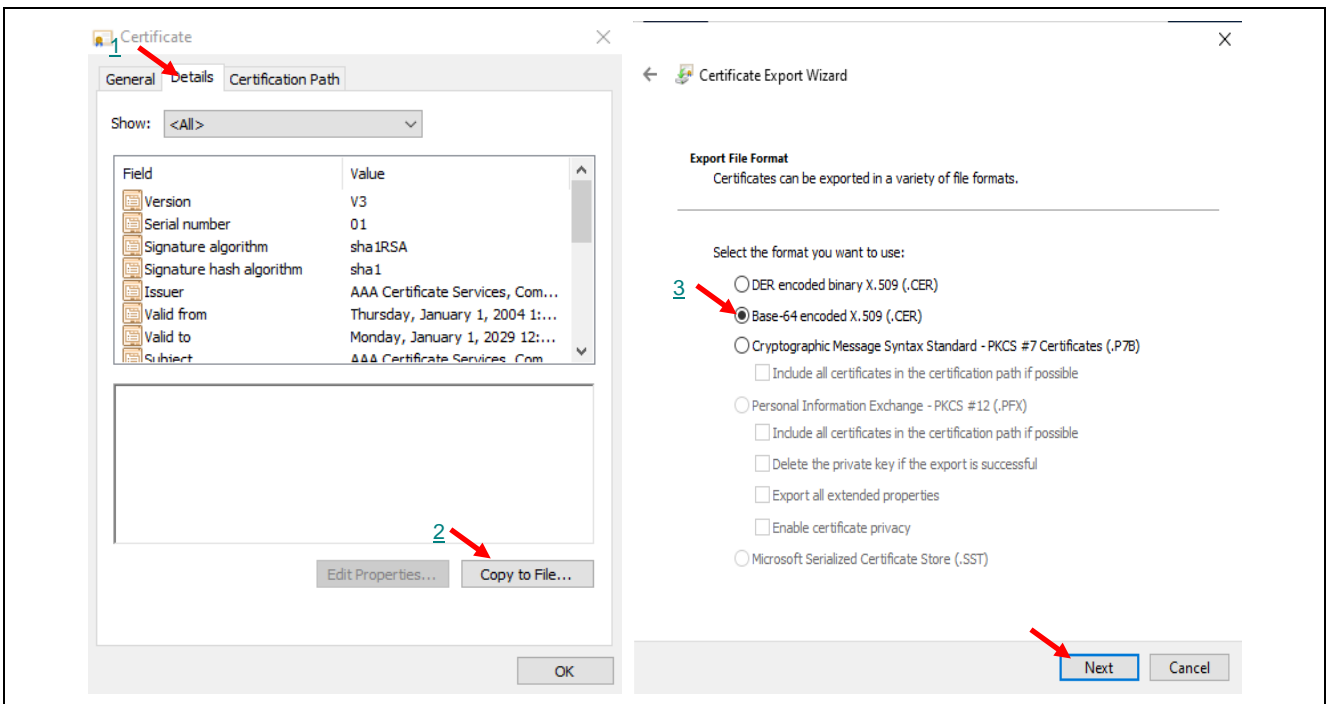 Certificate
1
General Details Certification Path
Show: <All>
Field Value
Version V3
Serial number 01
Signature algorithm sha1RSA
Signature hash algorithm sha1
Issuer AAA Certificate Services, Com...
Valid from Thursday, January 1, 2004 1:...
Valid to Monday, January 1, 2029 12:...
Subject AAA Certificate Services, Com
2
Edit Properties... Copy to File...
OK
Certificate Export Wizard
Export File Format
Certificates can be exported in a variety of file formats.
Select the format you want to use:
3
DER encoded binary X.509 (.CER)
Base-64 encoded X.509 (.CER)
Cryptographic Message Syntax Standard - PKCS #7 Certificates (.P7B)
Include all certificates in the certification path if possible
Personal Information Exchange - PKCS #12 (.PFX)
Include all certificates in the certification path if possible
Delete the private key if the export is successful
Export all extended properties
Enable certificate privacy
Microsoft Serialized Certificate Store (.SST)
Next Cancel